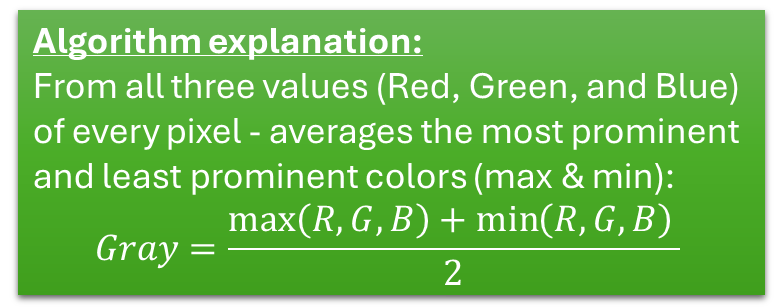 Algorithm explanation:
From all three values (Red, Green, and Blue)
of every pixel - averages the most prominent
and least prominent colors (max & min):
Gray = \frac{max(R, G, B) + min(R, G, B)}{2}